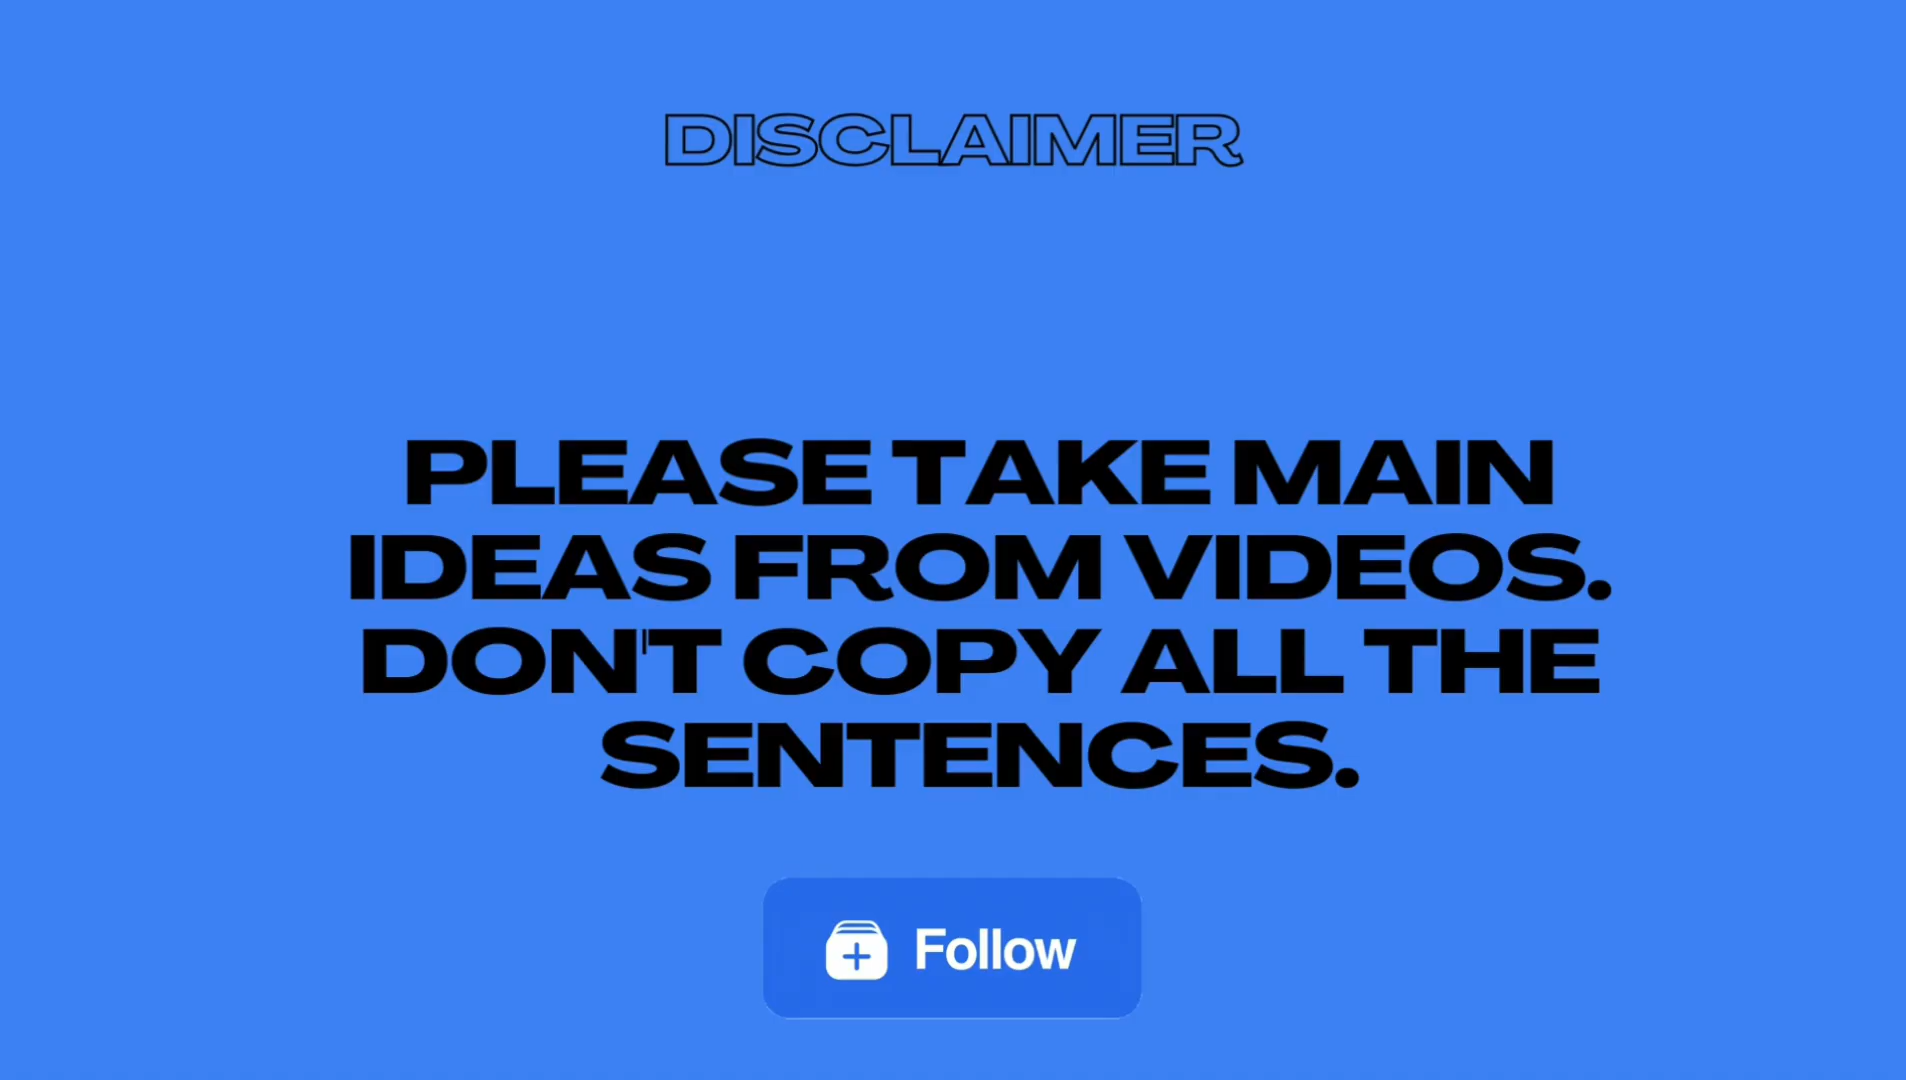 DISCLAIMER
PLEASE TAKE MAIN
IDEAS FROM VIDEOS.
DON'T COPY ALL THE
SENTENCES.
Follow